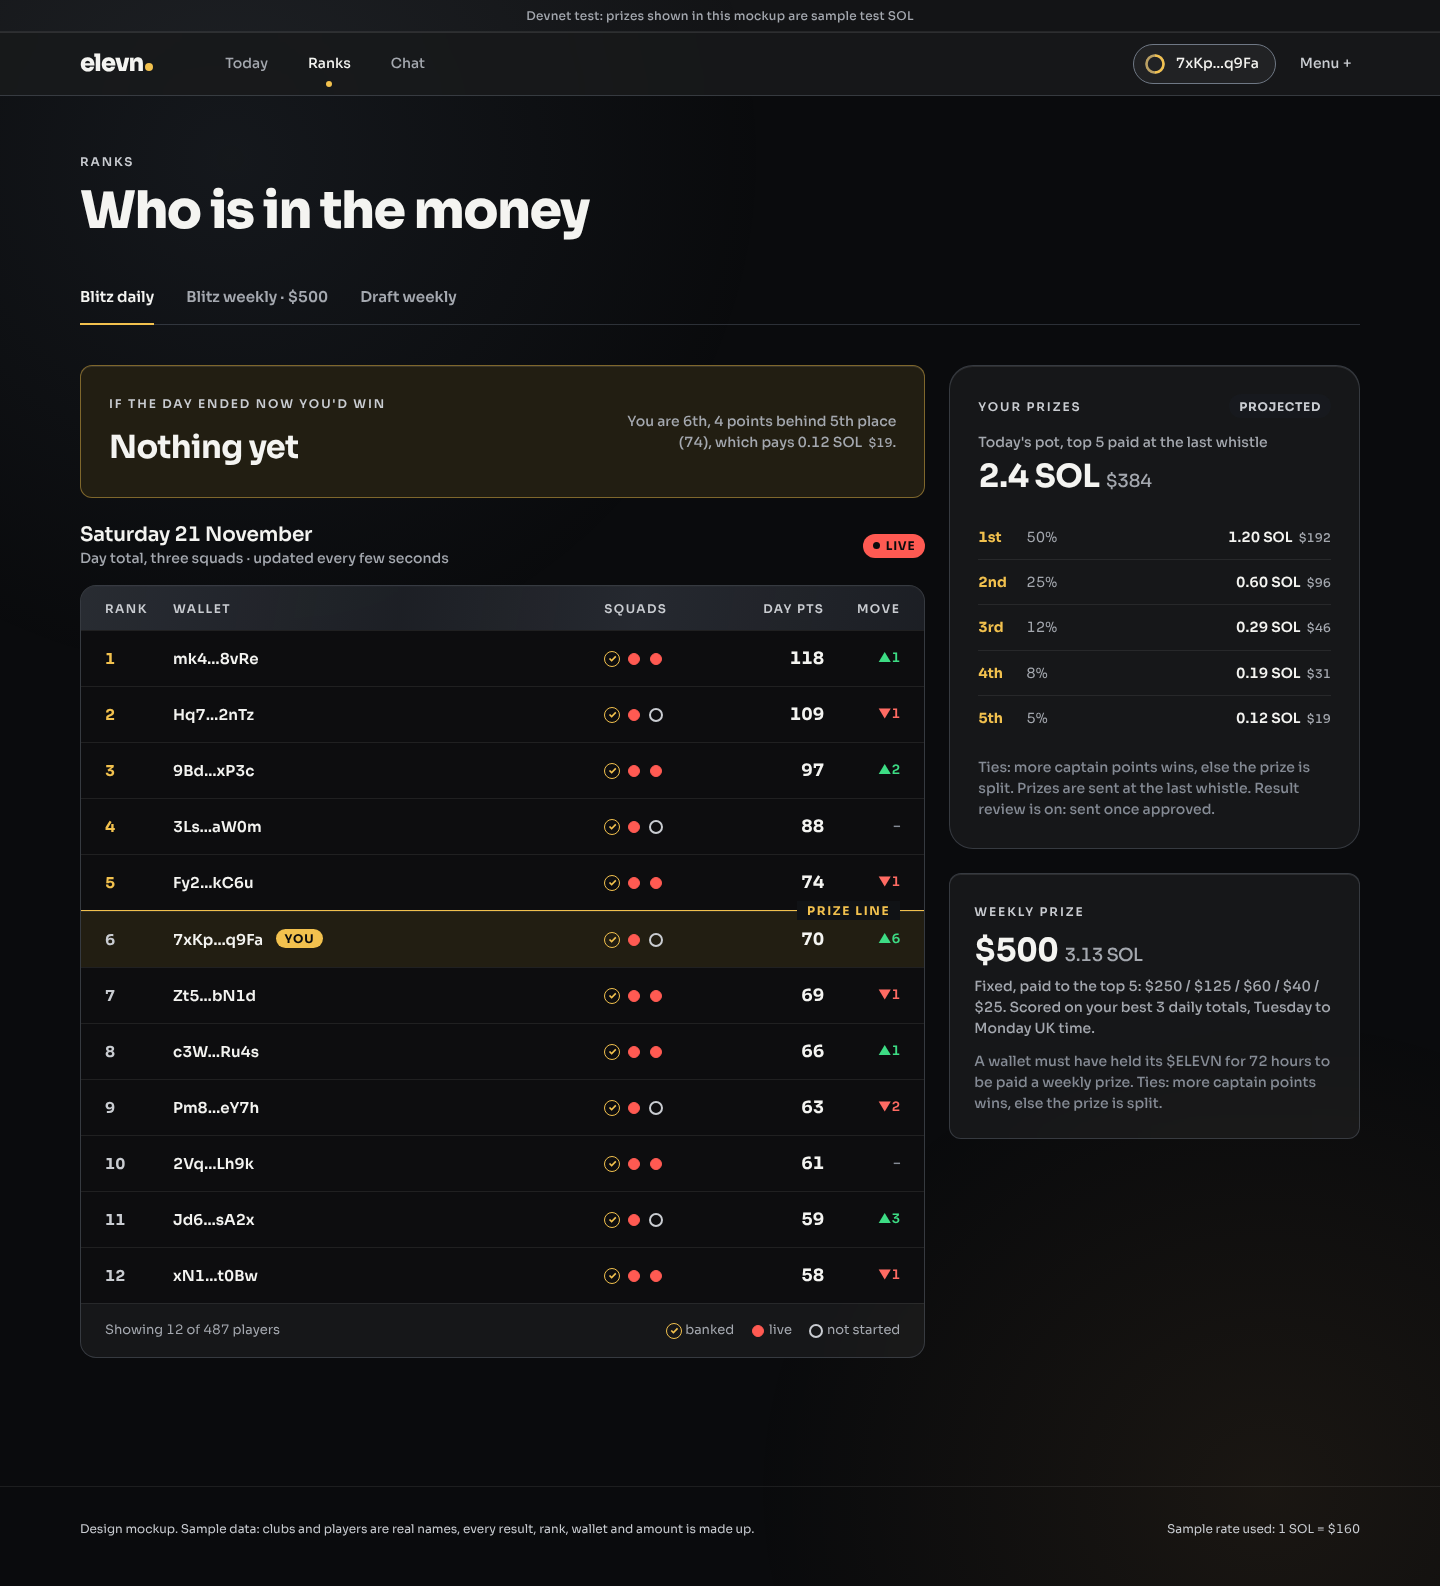 Devnet test: prizes shown in this mockup are sample test SOL
elevn.
Today
Ranks
Chat
7xKp...q9Fa
Menu +
RANKS
Who is in the money
Blitz daily
Blitz weekly · $500
Draft weekly
IF THE DAY ENDED NOW YOU'D WIN
Nothing yet
You are 6th, 4 points behind 5th place
(74), which pays 0.12 SOL $19.
Saturday 21 November
Day total, three squads · updated every few seconds
LIVE
RANK WALLET SQUADS DAY PTS MOVE
1 mk4...8vRe 118 ▲1
2 Hq7...2nTz 109 ▼1
3 9Bd...xP3c 97 ▲2
4 3Ls...aW0m 88 –
5 Fy2...kC6u 74 ▼1
PRIZE LINE
6 7xKp...q9Fa YOU 70 ▲6
7 Zt5...bN1d 69 ▼1
8 c3W...Ru4s 66 ▲1
9 Pm8...eY7h 63 ▼2
10 2Vq...Lh9k 61 –
11 Jd6...sA2x 59 ▲3
12 xN1...t0Bw 58 ▼1
Showing 12 of 487 players
banked live not started
YOUR PRIZES
PROJECTED
Today's pot, top 5 paid at the last whistle
2.4 SOL $384
1st 50% 1.20 SOL $192
2nd 25% 0.60 SOL $96
3rd 12% 0.29 SOL $46
4th 8% 0.19 SOL $31
5th 5% 0.12 SOL $19
Ties: more captain points wins, else the prize is
split. Prizes are sent at the last whistle. Result
review is on: sent once approved.
WEEKLY PRIZE
$500 3.13 SOL
Fixed, paid to the top 5: $250 / $125 / $60 / $40 /
$25. Scored on your best 3 daily totals, Tuesday to
Monday UK time.
A wallet must have held its $ELEVN for 72 hours to
be paid a weekly prize. Ties: more captain points
wins, else the prize is split.
Design mockup. Sample data: clubs and players are real names, every result, rank, wallet and amount is made up.
Sample rate used: 1 SOL = $160